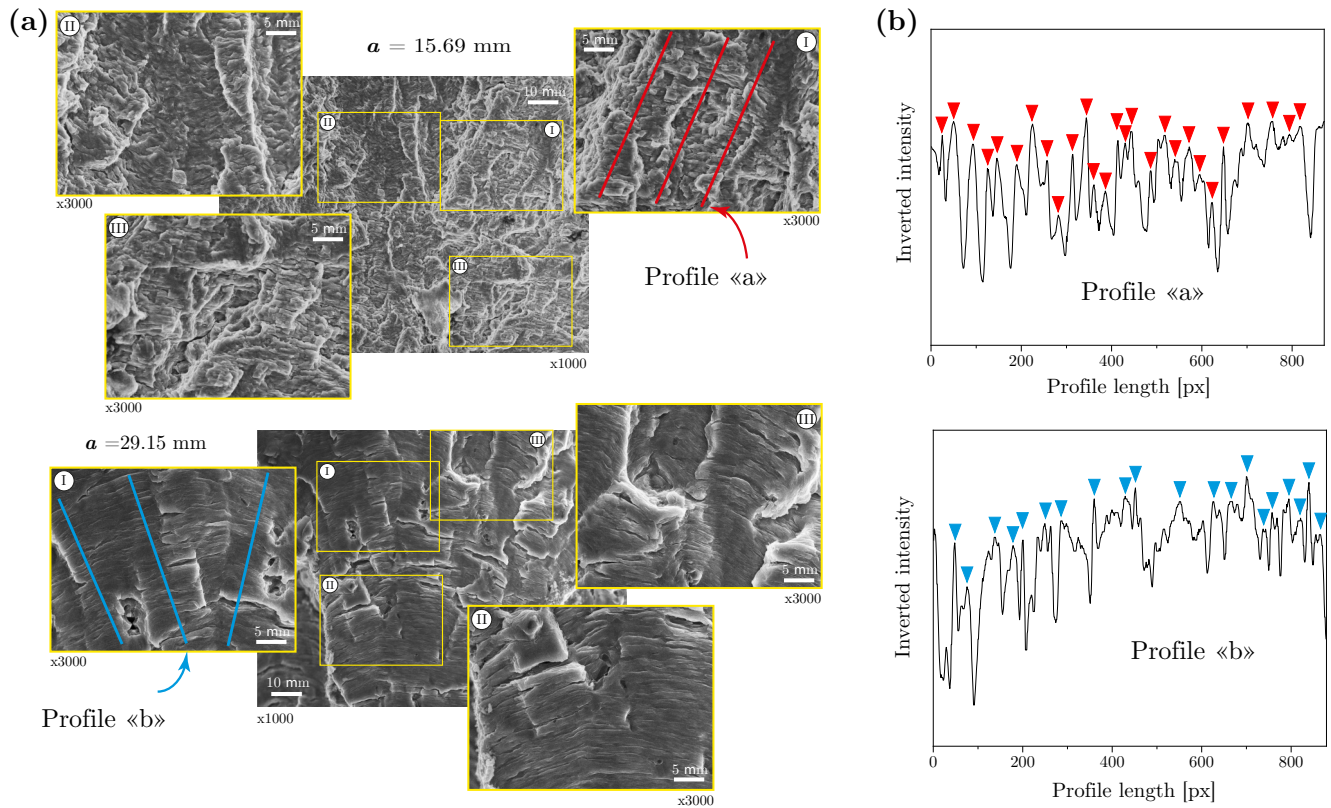 (a)
II
5 mm
a = 15.69 mm
5 mm
I
10 mm
II
I
x3000
x3000
III
5 mm
III
Profile «a»
x3000
x1000
a =29.15 mm
III
III
I
I
5 mm
x3000
5 mm
x3000
II
II
10 mm
x1000
Profile «b»
5 mm
x3000
(b)
Inverted intensity
Profile «a»
0 200 400 600 800
Profile length [px]
Inverted intensity
Profile «b»
0 200 400 600 800
Profile length [px]